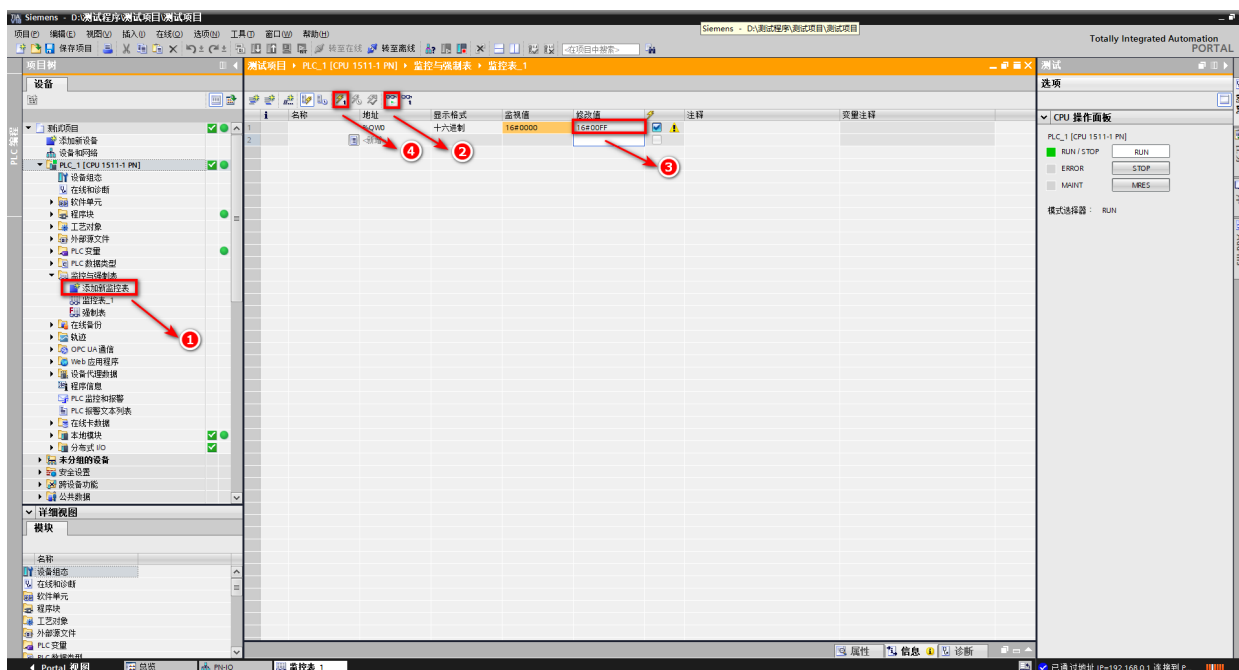 Siemens - D:\测试程序\测试项目\测试项目
Siemens - D:\测试程序\测试项目\测试项目
项目(P) 编辑(E) 视图(V) 插入(I) 在线(O) 选项(N) 工具(O) 窗口(W) 帮助(H)
Totally Integrated Automation
PORTAL
保存项目 转至在线 转至离线 <在项目中搜索>
项目树
测试项目 ▸ PLC_1 [CPU 1511-1 PN] ▸ 监控与强制表 ▸ 监控表_1
测试
设备
选项
i 名称 地址 显示格式 监视值 修改值 注释 变量注释
1 %QW0 十六进制 16#0000 16#00FF
2
④ ② ③ ①
测试项目
添加新设备
设备和网络
PLC_1 [CPU 1511-1 PN]
设备组态
在线和诊断
软件单元
程序块
工艺对象
外部源文件
PLC 变量
PLC 数据类型
监控与强制表
添加新监控表
监控表_1
强制表
在线备份
轨迹
OPC UA 通信
Web 应用程序
设备代理数据
程序信息
PLC 监控和报警
PLC 报警文本列表
在线卡数据
本地模块
分布式 I/O
未分组的设备
安全设置
跨设备功能
公共数据
详细视图
模块
名称
设备组态
在线和诊断
软件单元
程序块
工艺对象
外部源文件
PLC 变量
PLC 数据类型
PLC 编程
CPU 操作面板
PLC_1 [CPU 1511-1 PN]
RUN / STOP RUN
ERROR STOP
MAINT MRES
模式选择器： RUN
属性 信息 诊断
Portal 视图 总览 PN-IO 监控表_1
已通过地址 IP=192.168.0.1 连接到 P...